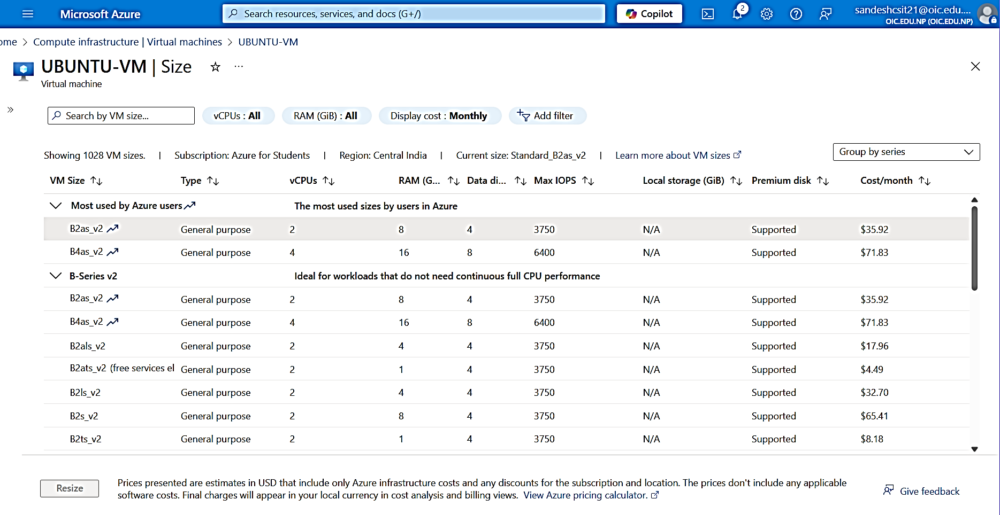 Microsoft Azure
Search resources, services, and docs (G+/)
Copilot
2
sandeshcsit21@oic.edu....
OIC.EDU.NP (OIC.EDU.NP)
ome > Compute infrastructure | Virtual machines > UBUNTU-VM
UBUNTU-VM | Size
Virtual machine
Search by VM size...
vCPUs : All
RAM (GiB) : All
Display cost : Monthly
Add filter
Showing 1028 VM sizes. | Subscription: Azure for Students | Region: Central India | Current size: Standard_B2as_v2 | Learn more about VM sizes
Group by series
VM Size Type vCPUs RAM (G... Data di... Max IOPS Local storage (GiB) Premium disk Cost/month
Most used by Azure users The most used sizes by users in Azure
B2as_v2 General purpose 2 8 4 3750 N/A Supported $35.92
B4as_v2 General purpose 4 16 8 6400 N/A Supported $71.83
B-Series v2 Ideal for workloads that do not need continuous full CPU performance
B2as_v2 General purpose 2 8 4 3750 N/A Supported $35.92
B4as_v2 General purpose 4 16 8 6400 N/A Supported $71.83
B2als_v2 General purpose 2 4 4 3750 N/A Supported $17.96
B2ats_v2 (free services el General purpose 2 1 4 3750 N/A Supported $4.49
B2ls_v2 General purpose 2 4 4 3750 N/A Supported $32.70
B2s_v2 General purpose 2 8 4 3750 N/A Supported $65.41
B2ts_v2 General purpose 2 1 4 3750 N/A Supported $8.18
Resize
Prices presented are estimates in USD that include only Azure infrastructure costs and any discounts for the subscription and location. The prices don't include any applicable
software costs. Final charges will appear in your local currency in cost analysis and billing views. View Azure pricing calculator.
Give feedback